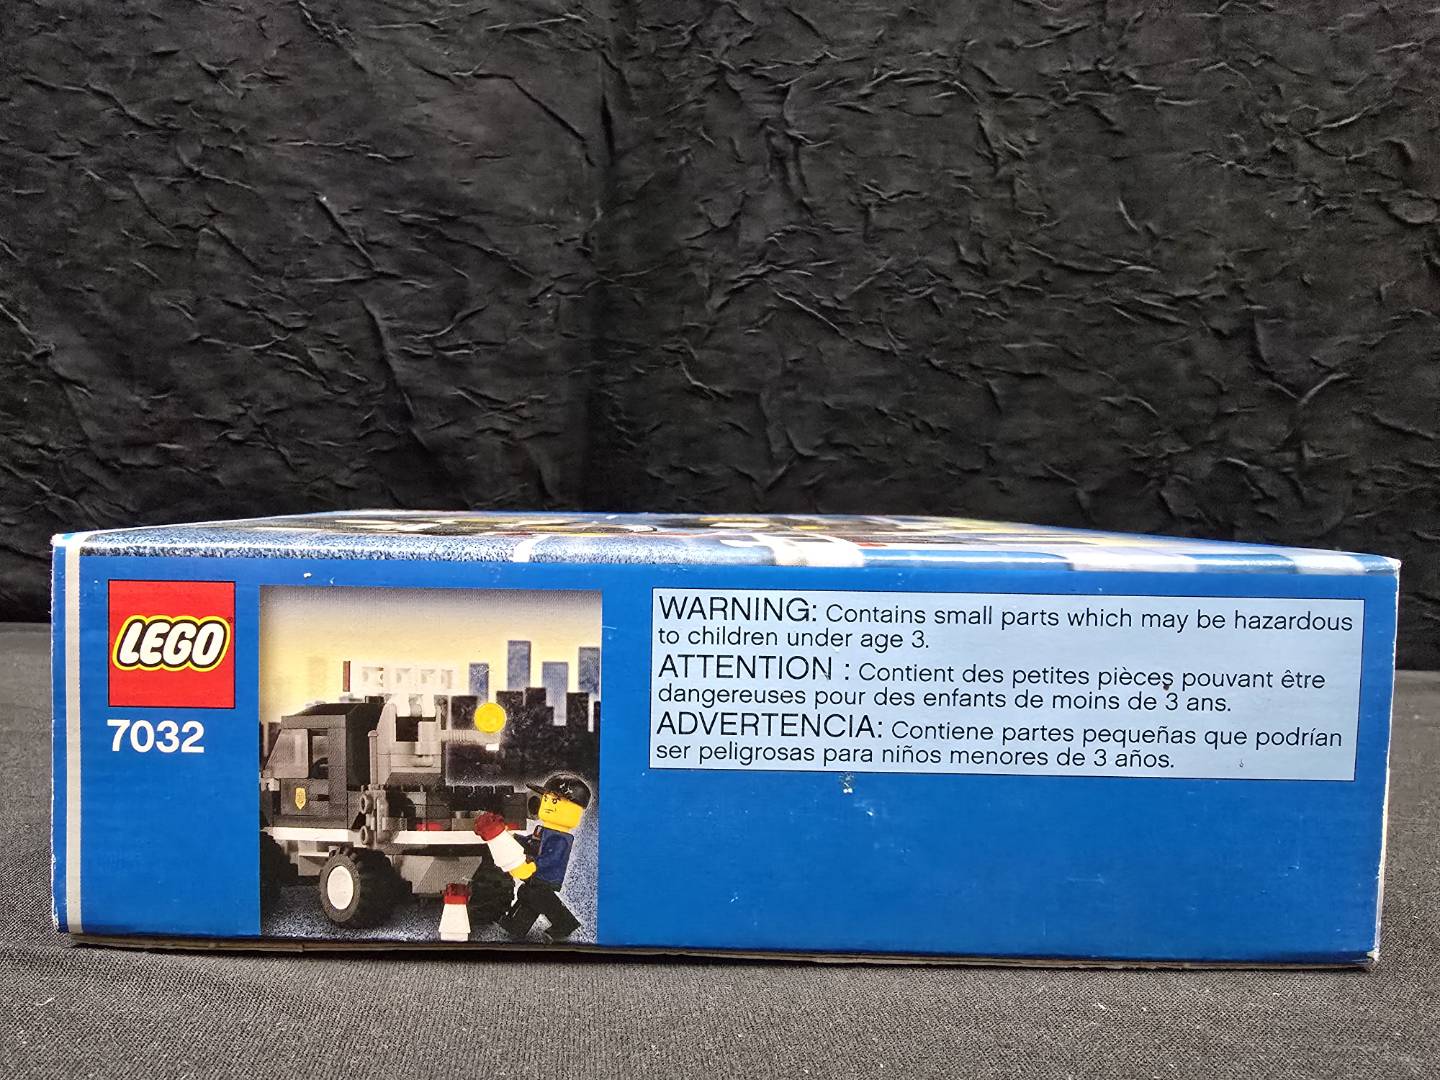 LEGO
7032
WARNING: Contains small parts which may be hazardous
to children under age 3.
ATTENTION : Contient des petites pièces pouvant être
dangereuses pour des enfants de moins de 3 ans.
ADVERTENCIA: Contiene partes pequeñas que podrían
ser peligrosas para niños menores de 3 años.